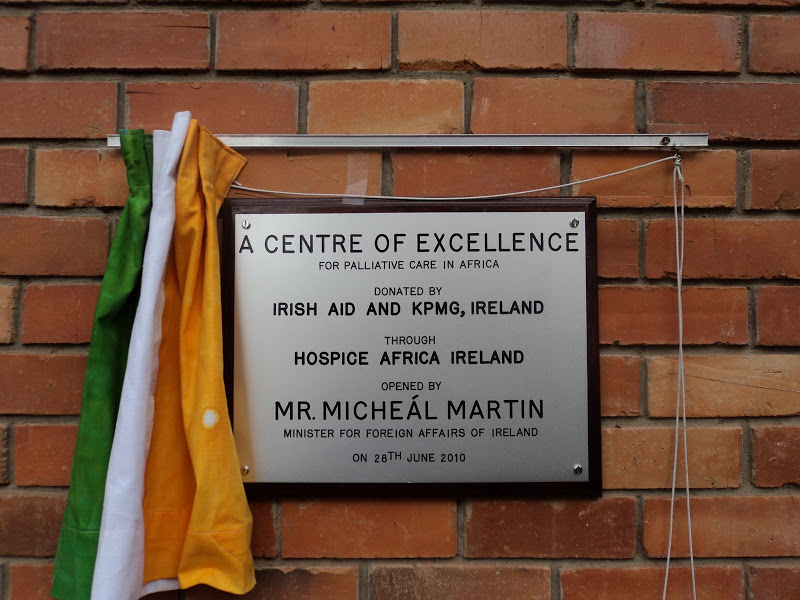 A CENTRE OF EXCELLENCE
FOR PALLIATIVE CARE IN AFRICA
DONATED BY
IRISH AID AND KPMG, IRELAND
THROUGH
HOSPICE AFRICA IRELAND
OPENED BY
MR. MICHEÁL MARTIN
MINISTER FOR FOREIGN AFFAIRS OF IRELAND
ON 28TH JUNE 2010